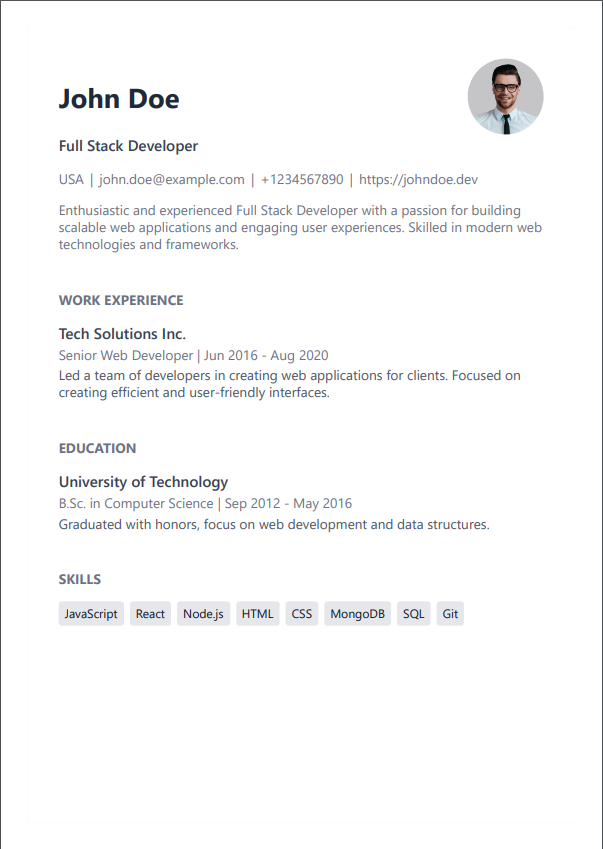 John Doe
Full Stack Developer
USA | john.doe@example.com | +1234567890 | https://johndoe.dev
Enthusiastic and experienced Full Stack Developer with a passion for building
scalable web applications and engaging user experiences. Skilled in modern web
technologies and frameworks.
WORK EXPERIENCE
Tech Solutions Inc.
Senior Web Developer | Jun 2016 - Aug 2020
Led a team of developers in creating web applications for clients. Focused on
creating efficient and user-friendly interfaces.
EDUCATION
University of Technology
B.Sc. in Computer Science | Sep 2012 - May 2016
Graduated with honors, focus on web development and data structures.
SKILLS
JavaScript React Node.js HTML CSS MongoDB SQL Git